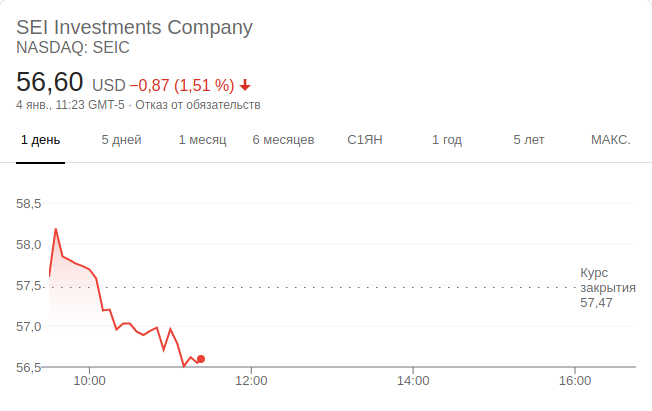 SEI Investments Company
NASDAQ: SEIC
56,60 USD −0,87 (1,51 %)
4 янв., 11:23 GMT-5 · Отказ от обязательств
1 день 5 дней 1 месяц 6 месяцев С1ЯН 1 год 5 лет МАКС.
58,5
58,0
57,5
57,0
56,5
Курс
закрытия
57,47
10:00 12:00 14:00 16:00